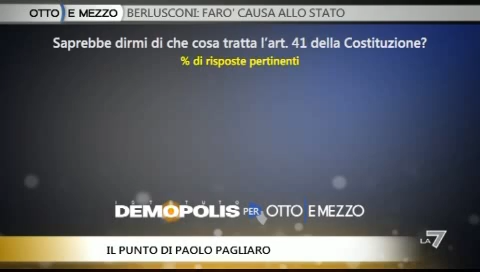 OTTO E MEZZO BERLUSCONI: FARO' CAUSA ALLO STATO
Saprebbe dirmi di che cosa tratta l'art. 41 della Costituzione?
% di risposte pertinenti
ISTITUTO
DEMOPOLIS PER OTTO E MEZZO
LA7
IL PUNTO DI PAOLO PAGLIARO